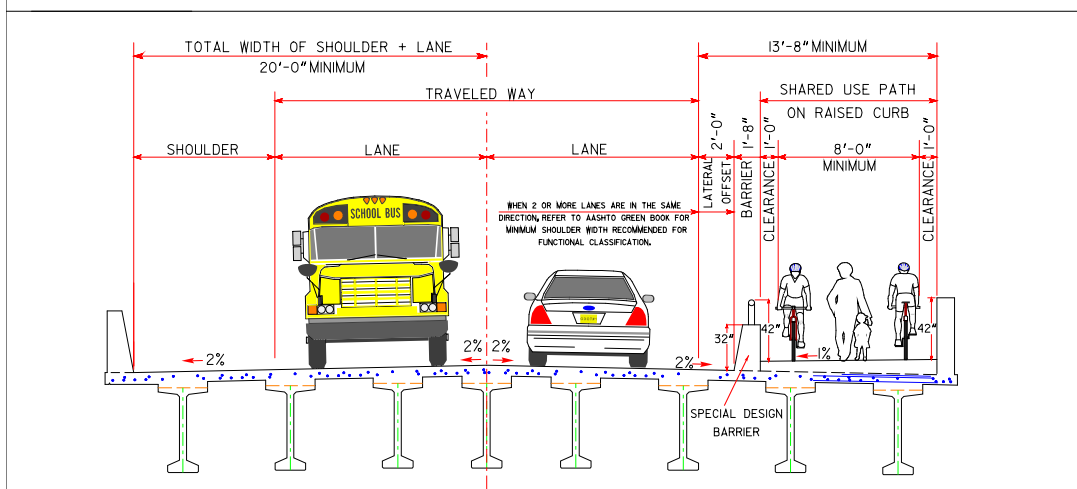 TOTAL WIDTH OF SHOULDER + LANE
20'-0" MINIMUM
13'-8" MINIMUM
TRAVELED WAY
SHARED USE PATH
ON RAISED CURB
SHOULDER
LANE
LANE
LATERAL
OFFSET
2'-0"
BARRIER 1'-8"
CLEARANCE 1'-0"
8'-0"
MINIMUM
CLEARANCE 1'-0"
WHEN 2 OR MORE LANES ARE IN THE SAME
DIRECTION, REFER TO AASHTO GREEN BOOK FOR
MINIMUM SHOULDER WIDTH RECOMMENDED FOR
FUNCTIONAL CLASSIFICATION.
SCHOOL BUS
32"
42"
42"
2%
2%
2%
2%
1%
SPECIAL DESIGN
BARRIER